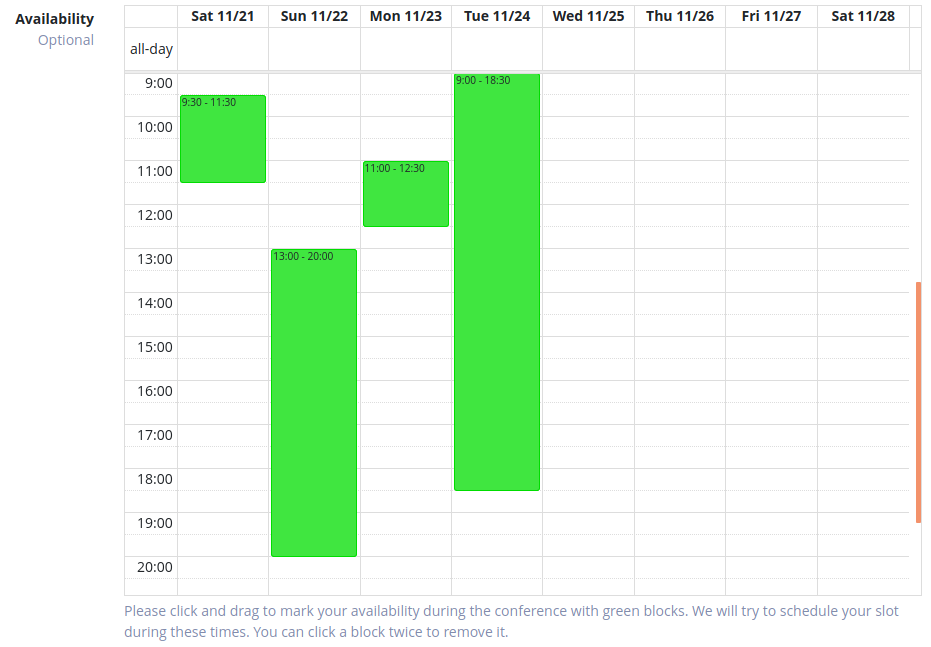 Availability
Optional
Sat 11/21 Sun 11/22 Mon 11/23 Tue 11/24 Wed 11/25 Thu 11/26 Fri 11/27 Sat 11/28
all-day
9:00
9:00 - 18:30
9:30 - 11:30
10:00
11:00
11:00 - 12:30
12:00
13:00
13:00 - 20:00
14:00
15:00
16:00
17:00
18:00
19:00
20:00
Please click and drag to mark your availability during the conference with green blocks. We will try to schedule your slot
during these times. You can click a block twice to remove it.